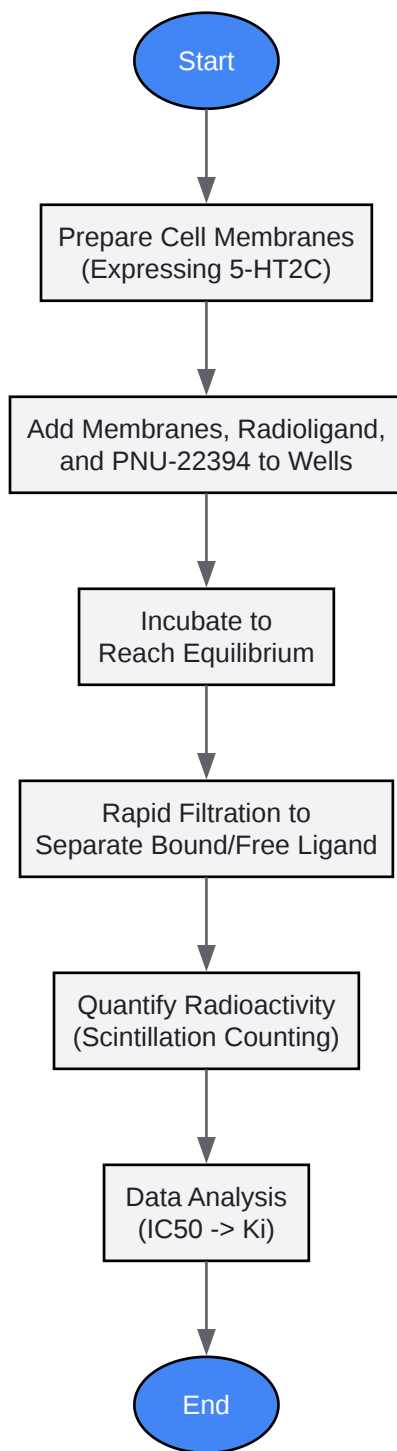 Start
Prepare Cell Membranes
(Expressing 5-HT2C)
Add Membranes, Radioligand,
and PNU-22394 to Wells
Incubate to
Reach Equilibrium
Rapid Filtration to
Separate Bound/Free Ligand
Quantify Radioactivity
(Scintillation Counting)
Data Analysis
(IC50 -> Ki)
End